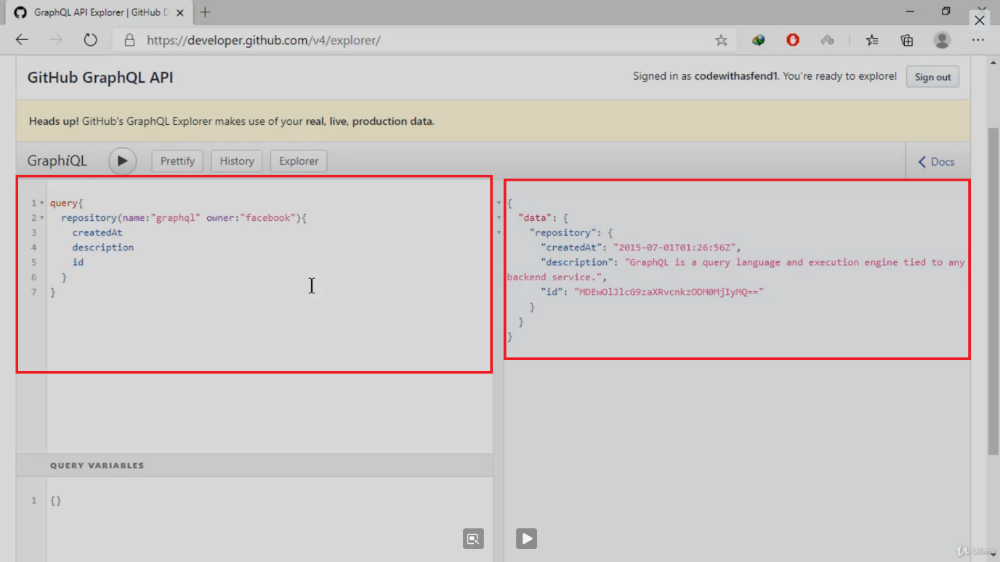 GraphQL API Explorer | GitHub D
https://developer.github.com/v4/explorer/
GitHub GraphQL API
Signed in as codewithasfend1. You're ready to explore!
Sign out
Heads up! GitHub's GraphQL Explorer makes use of your real, live, production data.
GraphiQL
Prettify
History
Explorer
Docs
1 query{
2 repository(name:"graphql" owner:"facebook"){
3 createdAt
4 description
5 id
6 }
7 }
{
"data": {
"repository": {
"createdAt": "2015-07-01T01:26:56Z",
"description": "GraphQL is a query language and execution engine tied to any
backend service.",
"id": "MDEwOlJlcG9zaXRvcnkzODM0MjIyMQ=="
}
}
}
QUERY VARIABLES
1 {}
Udemy